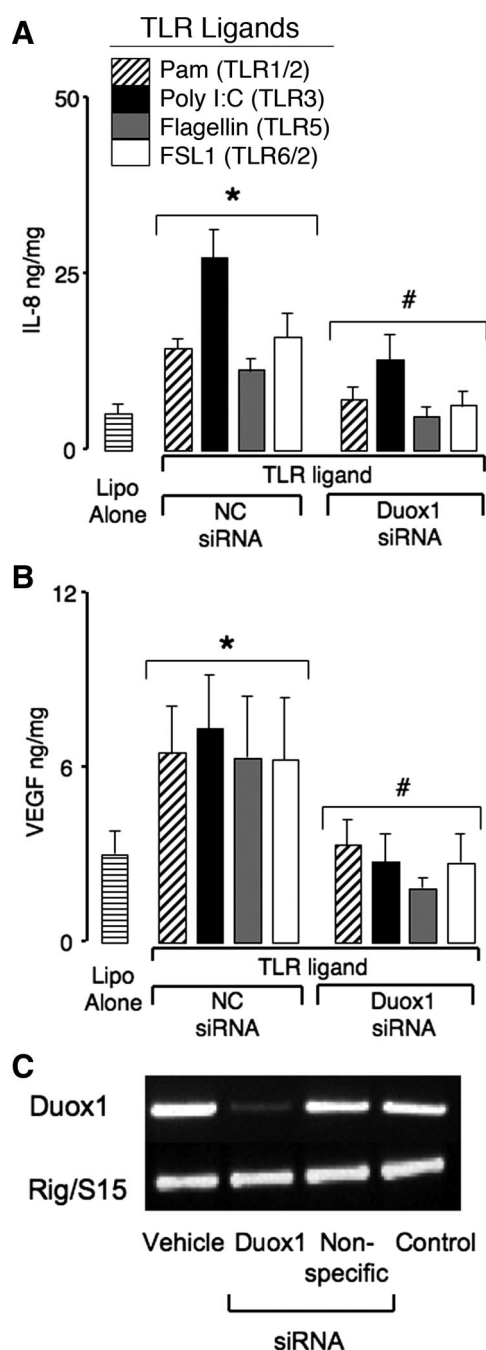 A
TLR Ligands
Pam (TLR1/2)
Poly I:C (TLR3)
Flagellin (TLR5)
FSL1 (TLR6/2)
50
25
0
IL-8 ng/mg
*
#
TLR ligand
Lipo
Alone
NC
siRNA
Duox1
siRNA
B
12
6
0
VEGF ng/mg
*
#
TLR ligand
Lipo
Alone
NC
siRNA
Duox1
siRNA
C
Duox1
Rig/S15
Vehicle Duox1 Non- Control
specific
siRNA